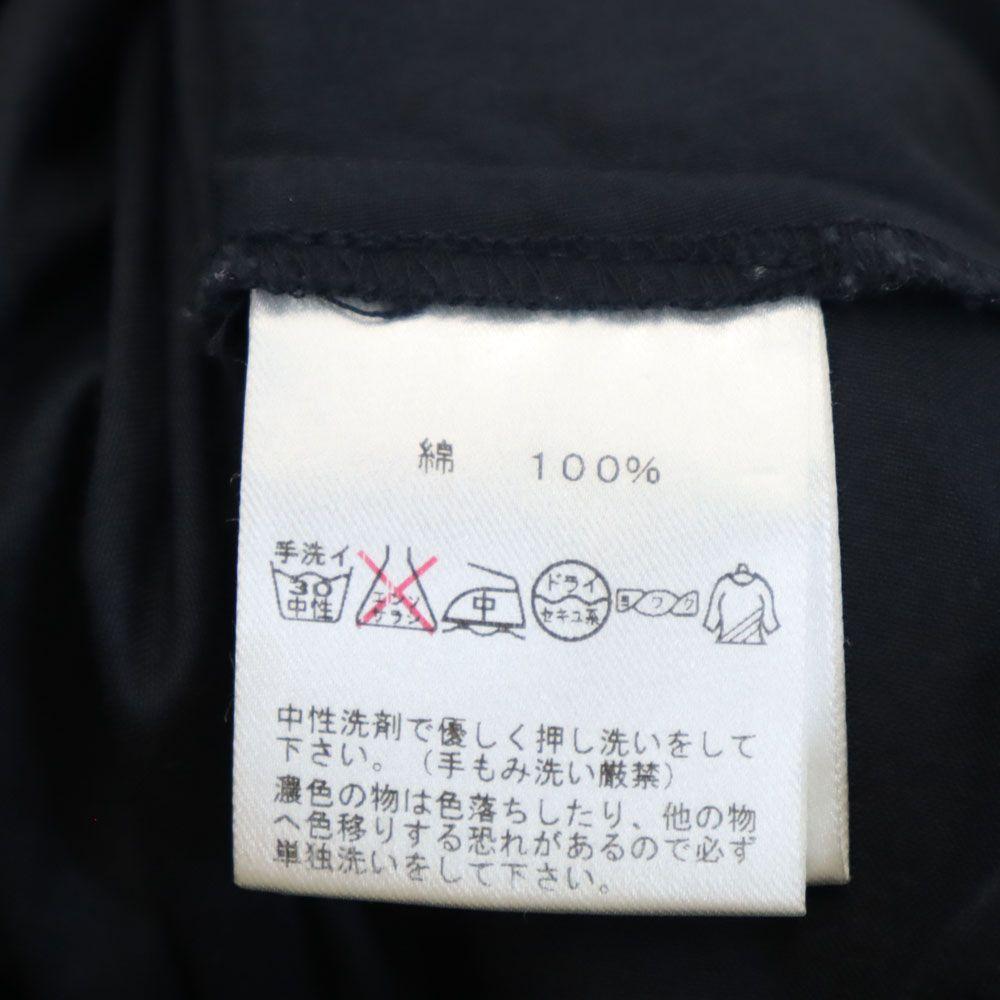 綿 100%
手洗イ
30
中性
エンソ
サラシ
中
ドライ
セキユ系
ヨワク
中性洗剤で優しく押し洗いをして
下さい。(手もみ洗い厳禁)
濃色の物は色落ちしたり、他の物
へ色移りする恐れがあるので必ず
単独洗いをして下さい。